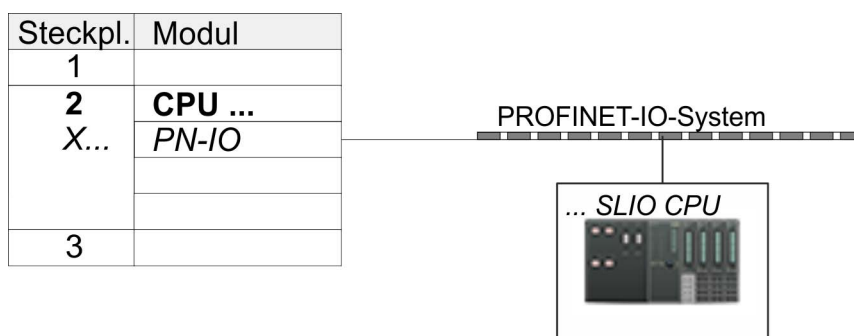 Steckpl. Modul
1
2 CPU ...
X... PN-IO
3
PROFINET-IO-System
... SLIO CPU